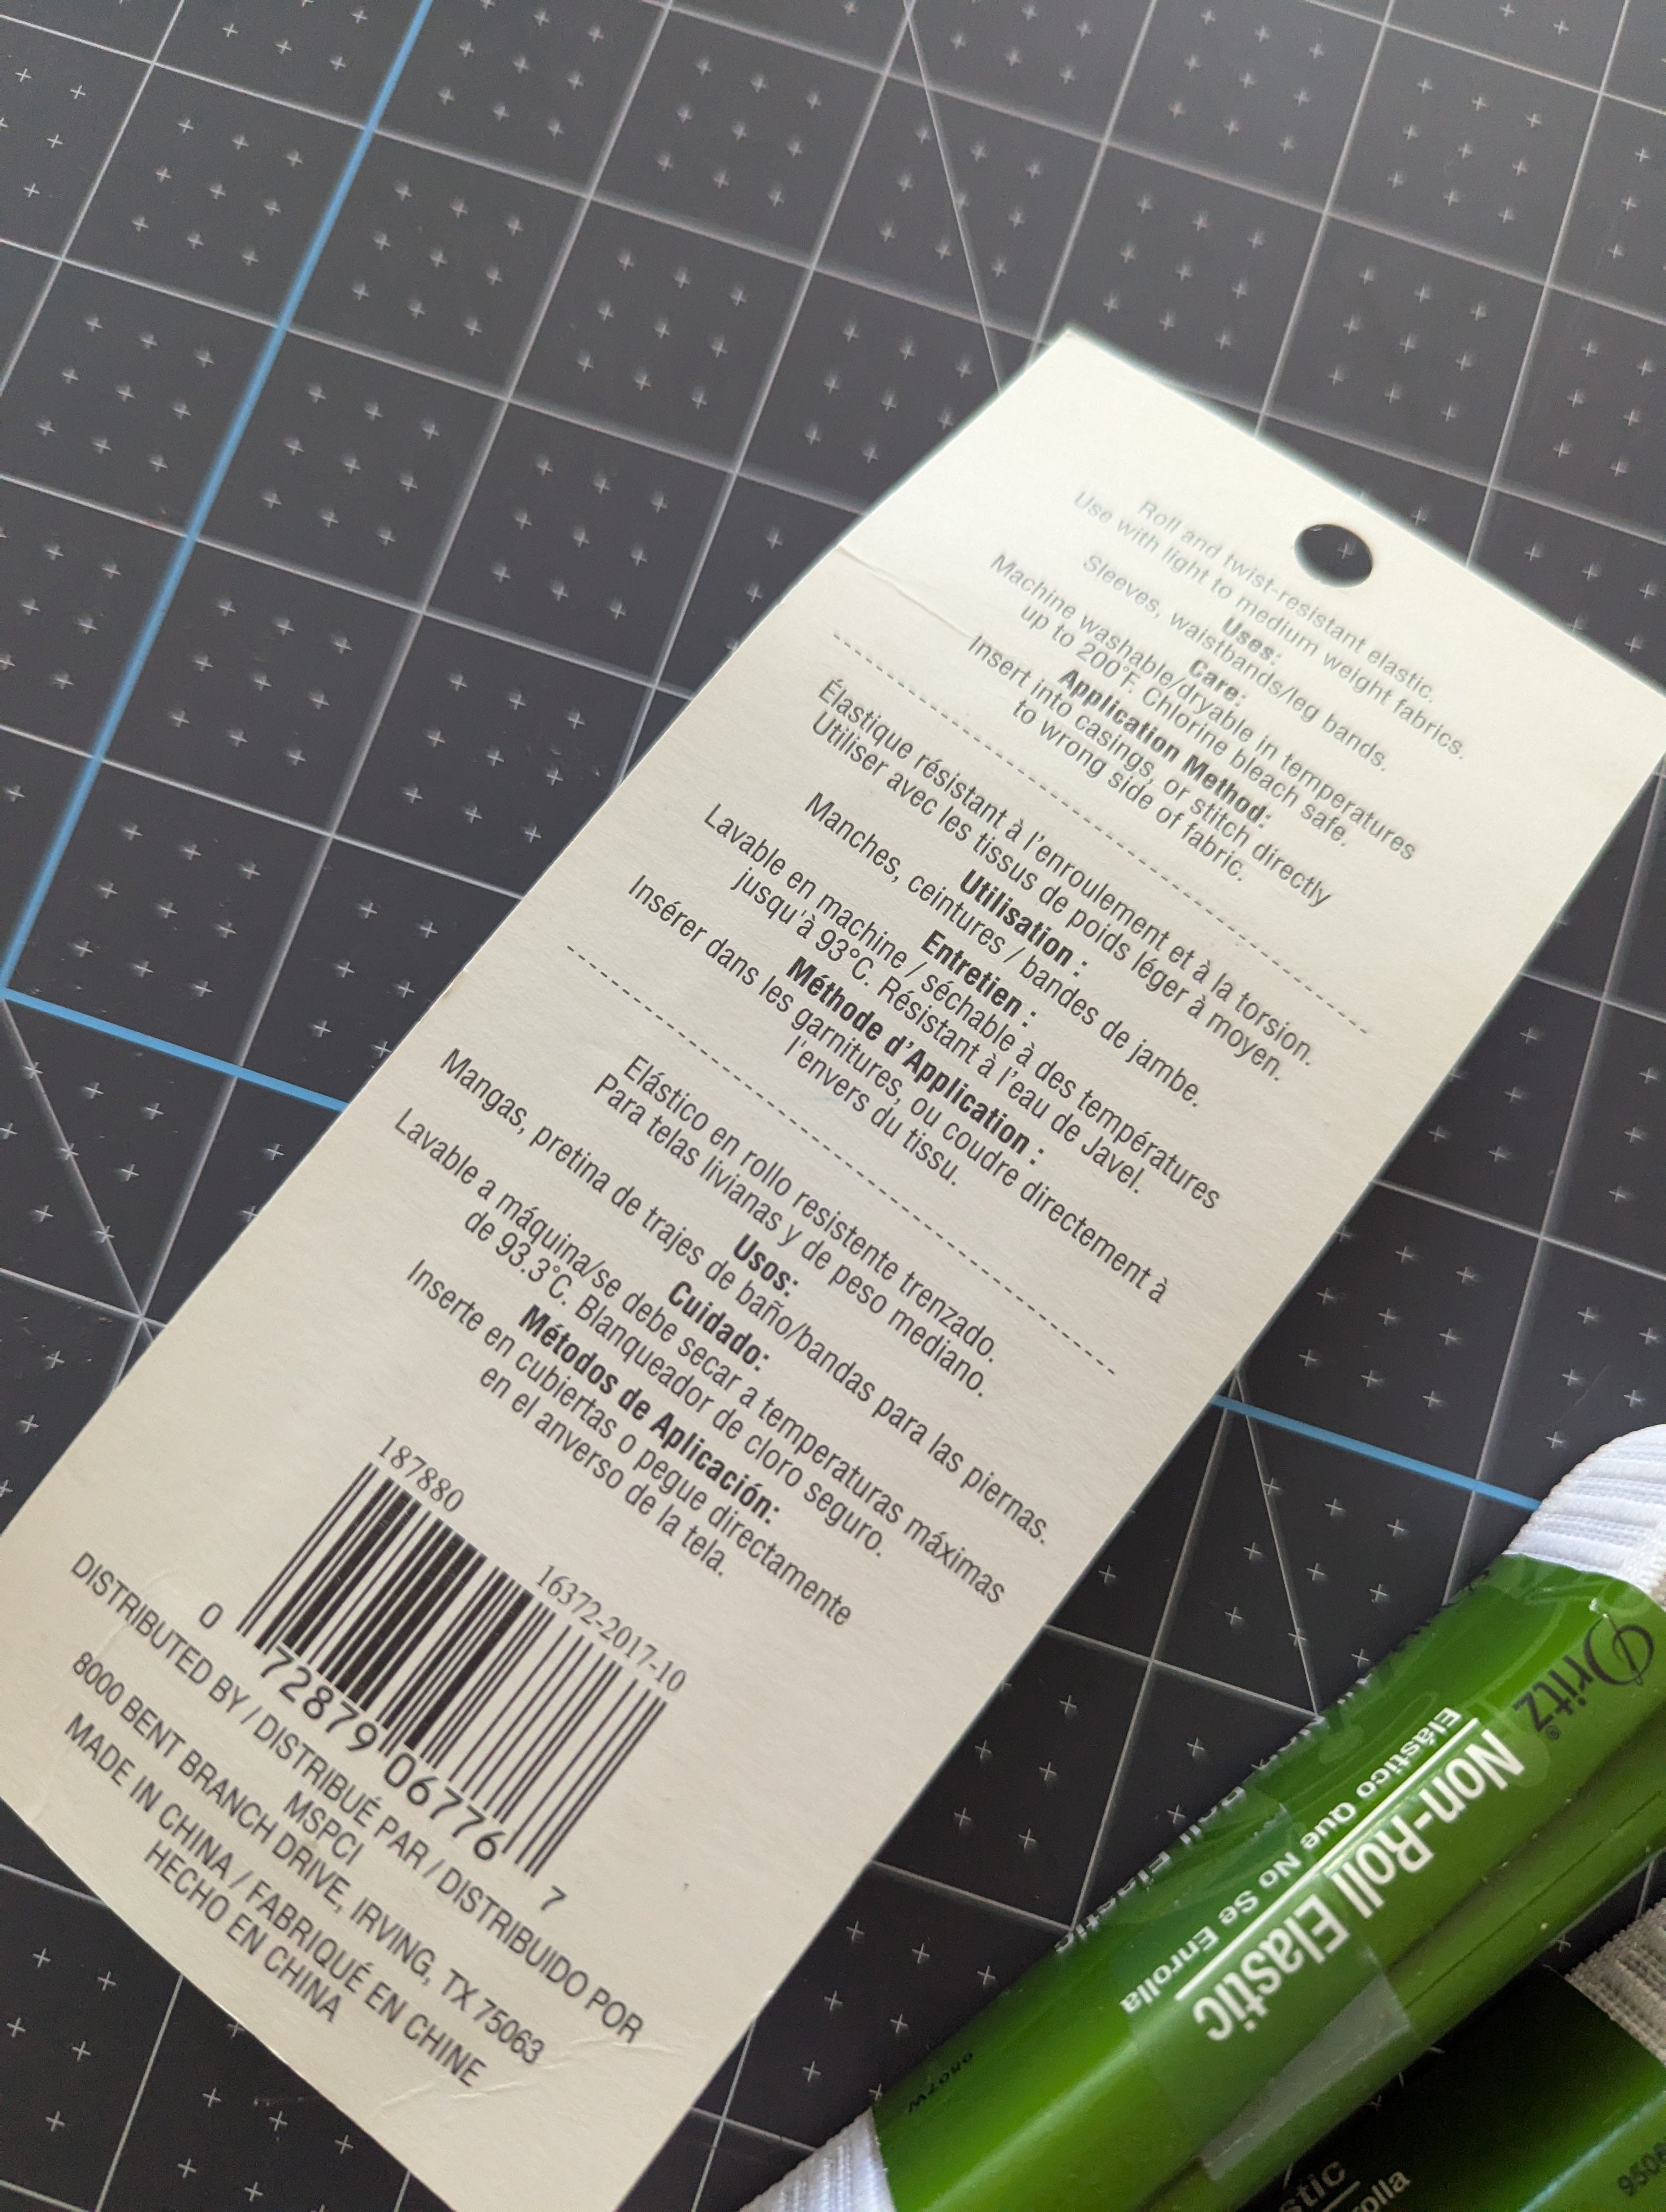 Roll and twist-resistant elastic.
Use with light to medium weight fabrics.
Uses:
Sleeves, waistbands/leg bands.
Care:
Machine washable/dryable in temperatures
up to 200°F. Chlorine bleach safe.
Application Method:
Insert into casings, or stitch directly
to wrong side of fabric.
Élastique résistant à l'enroulement et à la torsion.
Utiliser avec les tissus de poids léger à moyen.
Utilisation :
Manches, ceintures / bandes de jambe.
Entretien :
Lavable en machine / séchable à des températures
jusqu'à 93°C. Résistant à l'eau de Javel.
Méthode d'Application :
Insérer dans les garnitures, ou coudre directement à
l'envers du tissu.
Elástico en rollo resistente trenzado.
Para telas livianas y de peso mediano.
Usos:
Mangas, pretina de trajes de baño/bandas para las piernas.
Cuidado:
Lavable a máquina/se debe secar a temperaturas máximas
de 93.3°C. Blanqueador de cloro seguro.
Métodos de Aplicación:
Inserte en cubiertas o pegue directamente
en el anverso de la tela.
187880 16372-2017-10
0 72879 06776 7
DISTRIBUTED BY / DISTRIBUÉ PAR / DISTRIBUIDO POR
MSPCI
8000 BENT BRANCH DRIVE, IRVING, TX 75063
MADE IN CHINA / FABRIQUÉ EN CHINE
HECHO EN CHINA
Dritz®
Non-Roll Elastic
Elástico Que No Se Enrolla